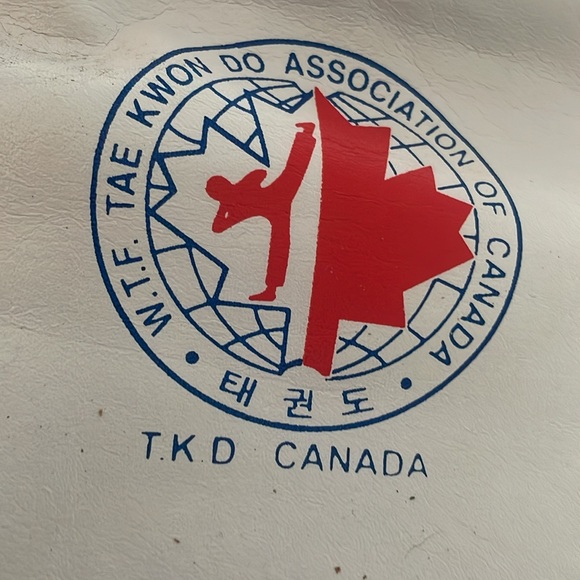 W.T.F. TAE KWON DO ASSOCIATION OF CANADA
태권도
T.K.D CANADA